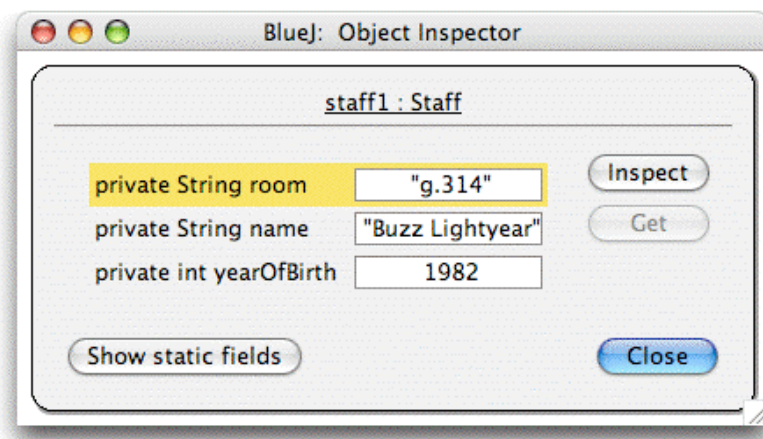 BlueJ: Object Inspector
staff1 : Staff
private String room "g.314" Inspect
private String name "Buzz Lightyear" Get
private int yearOfBirth 1982
Show static fields Close